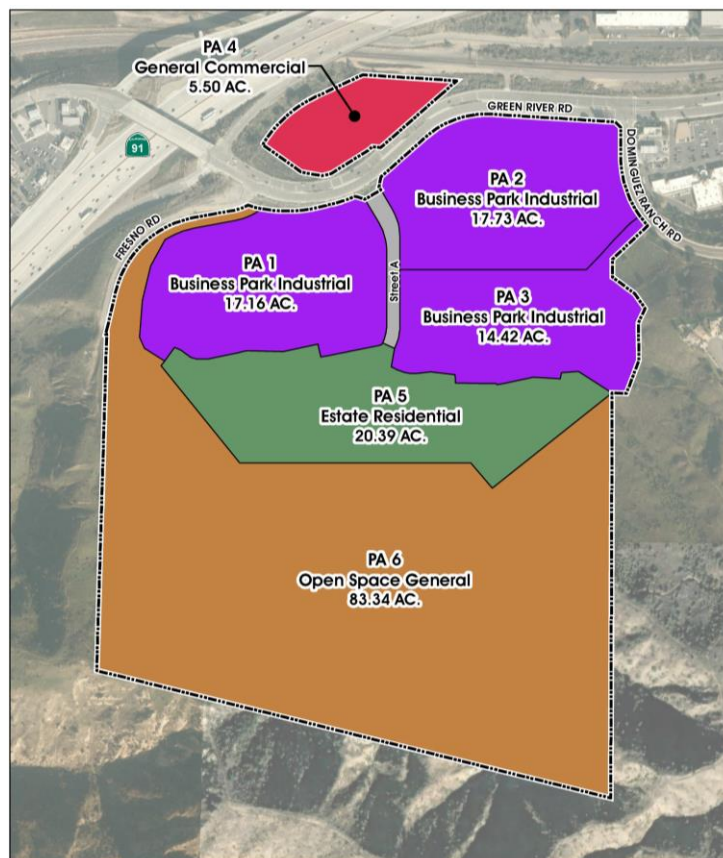 PA 4
General Commercial
5.50 AC.
GREEN RIVER RD
91
DOMINGUEZ RANCH RD
PA 2
Business Park Industrial
17.73 AC.
FRESNO RD
PA 1
Business Park Industrial
17.16 AC.
Street A
PA 3
Business Park Industrial
14.42 AC.
PA 5
Estate Residential
20.39 AC.
PA 6
Open Space General
83.34 AC.